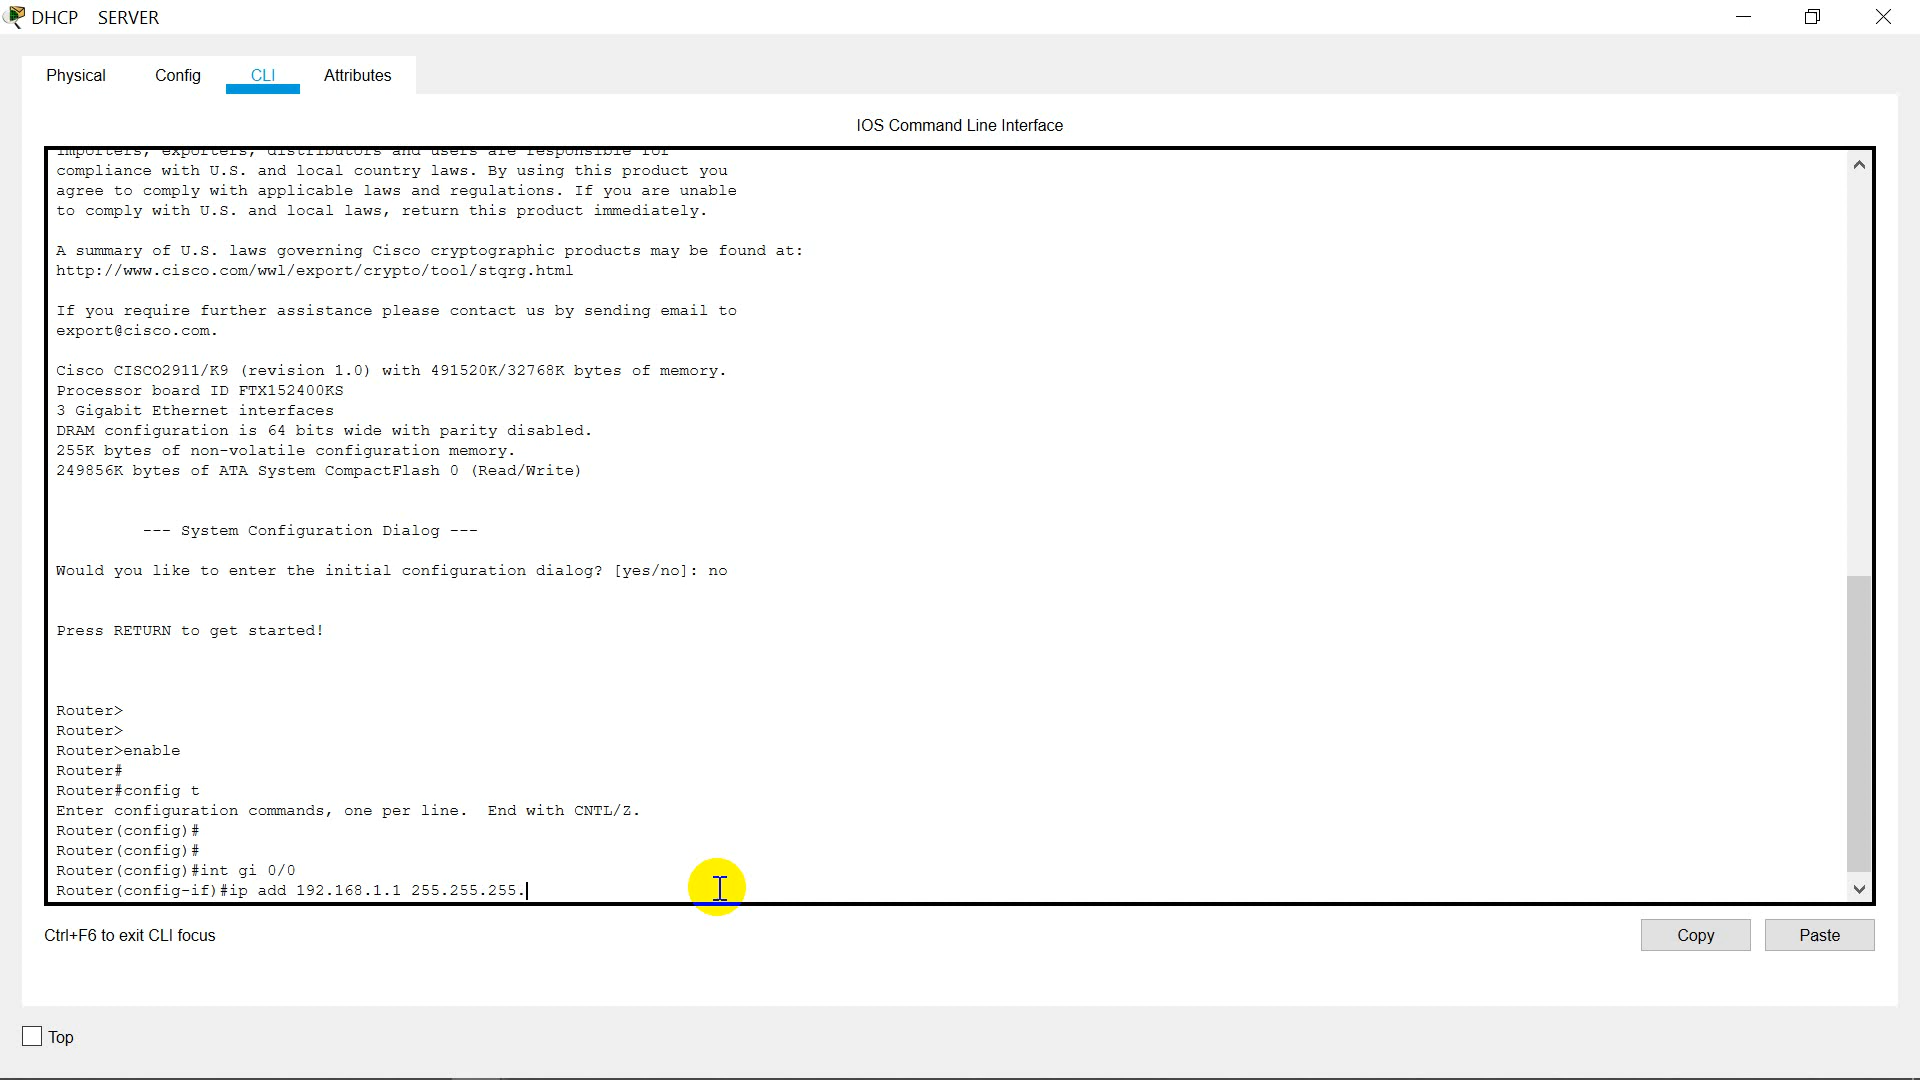 DHCP SERVER
Physical Config CLI Attributes
IOS Command Line Interface
importers, exporters, distributors and users are responsible for
compliance with U.S. and local country laws. By using this product you
agree to comply with applicable laws and regulations. If you are unable
to comply with U.S. and local laws, return this product immediately.
A summary of U.S. laws governing Cisco cryptographic products may be found at:
http://www.cisco.com/wwl/export/crypto/tool/stqrg.html
If you require further assistance please contact us by sending email to
export@cisco.com.
Cisco CISCO2911/K9 (revision 1.0) with 491520K/32768K bytes of memory.
Processor board ID FTX152400KS
3 Gigabit Ethernet interfaces
DRAM configuration is 64 bits wide with parity disabled.
255K bytes of non-volatile configuration memory.
249856K bytes of ATA System CompactFlash 0 (Read/Write)
--- System Configuration Dialog ---
Would you like to enter the initial configuration dialog? [yes/no]: no
Press RETURN to get started!
Router>
Router>
Router>enable
Router#
Router#config t
Enter configuration commands, one per line.  End with CNTL/Z.
Router(config)#
Router(config)#
Router(config)#int gi 0/0
Router(config-if)#ip add 192.168.1.1 255.255.255.
Ctrl+F6 to exit CLI focus
Copy Paste
Top